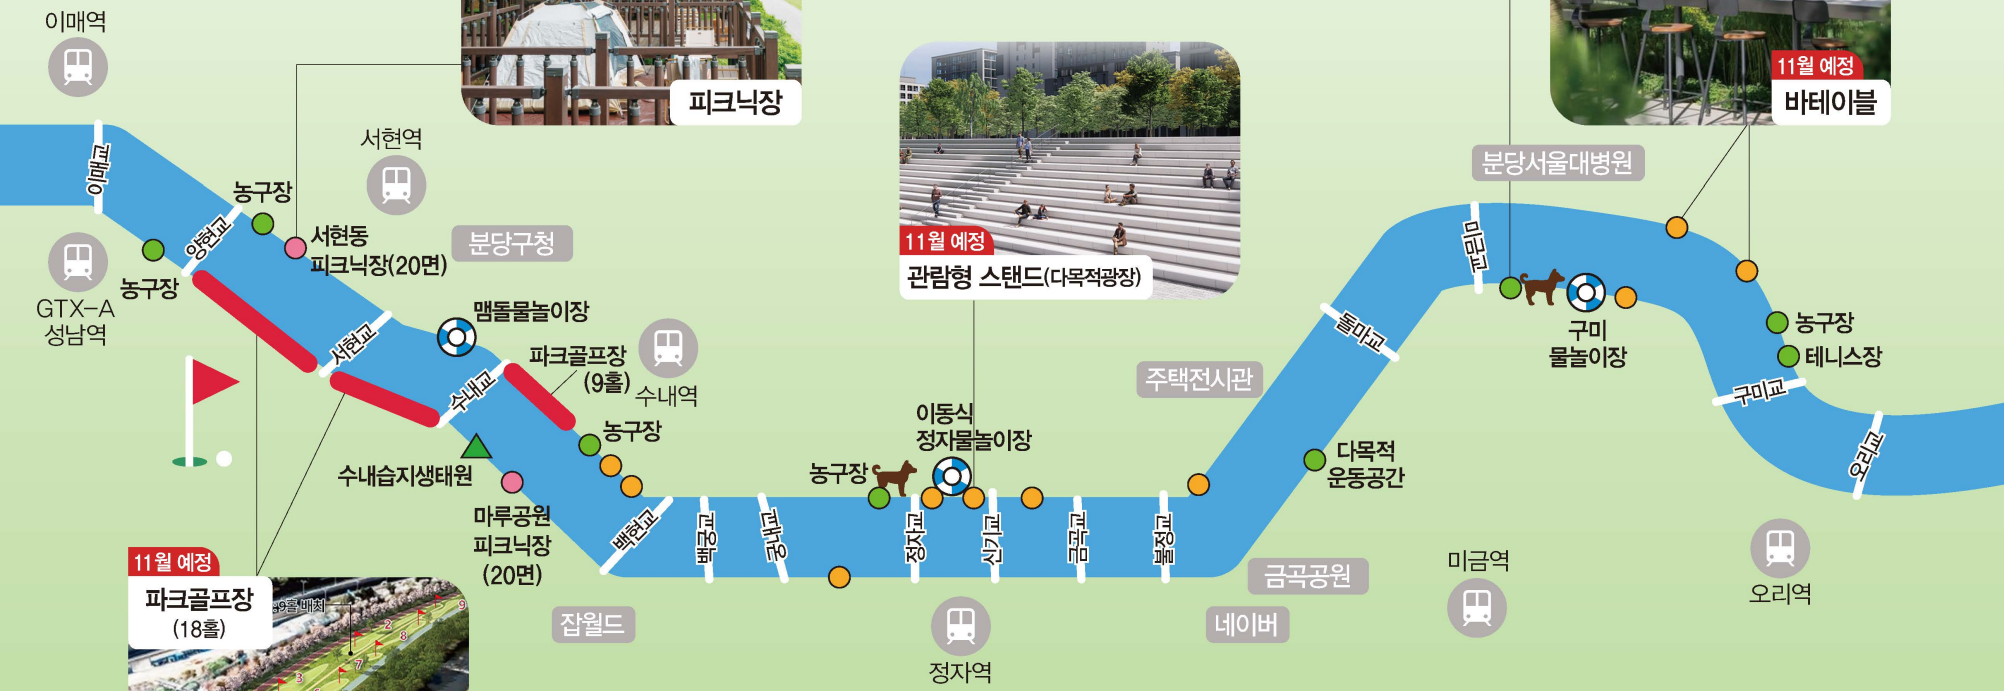 이매역
피크닉장
11월 예정
바테이블
서현역
분당서울대병원
이매교
농구장
양현교
서현동
피크닉장(20면)
분당구청
11월 예정
관람형 스탠드(다목적광장)
미금교
농구장
GTX-A
성남역
맴돌물놀이장
서현교
파크골프장
(9홀)
수내역
수내교
돌마교
구미
물놀이장
농구장
테니스장
주택전시관
구미교
농구장
이동식
정자물놀이장
수내습지생태원
농구장
다목적
운동공간
오리교
마루공원
피크닉장
(20면)
백현교
백궁교
궁내교
정자교
신기교
금곡교
불정교
11월 예정
파크골프장
(18홀)
9홀 배치
9
2
8
7
3
잡월드
정자역
네이버
금곡공원
미금역
오리역